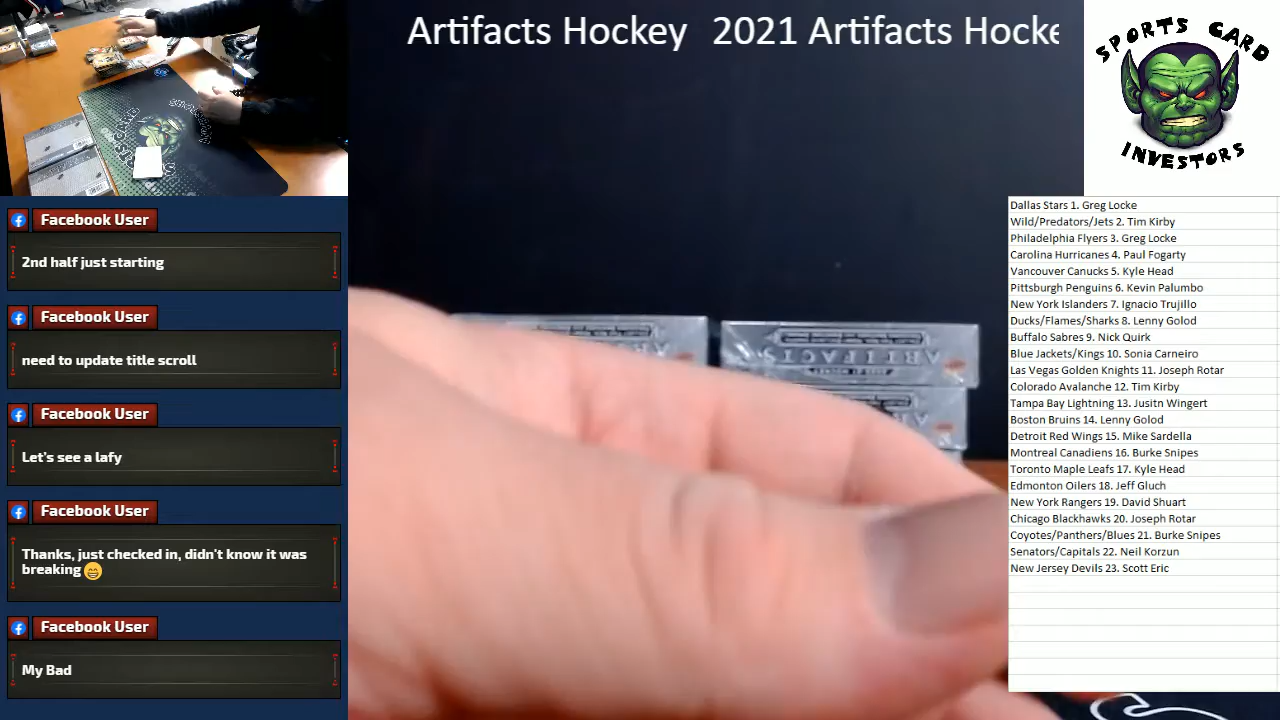 Artifacts Hockey 2021 Artifacts Hocke
SPORTS CARD
INVESTORS
Facebook User
2nd half just starting
Facebook User
need to update title scroll
Facebook User
Let's see a lafy
Facebook User
Thanks, just checked in, didn't know it was
breaking 😁
Facebook User
My Bad
ARTIFACTS
Dallas Stars 1. Greg Locke
Wild/Predators/Jets 2. Tim Kirby
Philadelphia Flyers 3. Greg Locke
Carolina Hurricanes 4. Paul Fogarty
Vancouver Canucks 5. Kyle Head
Pittsburgh Penguins 6. Kevin Palumbo
New York Islanders 7. Ignacio Trujillo
Ducks/Flames/Sharks 8. Lenny Golod
Buffalo Sabres 9. Nick Quirk
Blue Jackets/Kings 10. Sonia Carneiro
Las Vegas Golden Knights 11. Joseph Rotar
Colorado Avalanche 12. Tim Kirby
Tampa Bay Lightning 13. Jusitn Wingert
Boston Bruins 14. Lenny Golod
Detroit Red Wings 15. Mike Sardella
Montreal Canadiens 16. Burke Snipes
Toronto Maple Leafs 17. Kyle Head
Edmonton Oilers 18. Jeff Gluch
New York Rangers 19. David Shuart
Chicago Blackhawks 20. Joseph Rotar
Coyotes/Panthers/Blues 21. Burke Snipes
Senators/Capitals 22. Neil Korzun
New Jersey Devils 23. Scott Eric